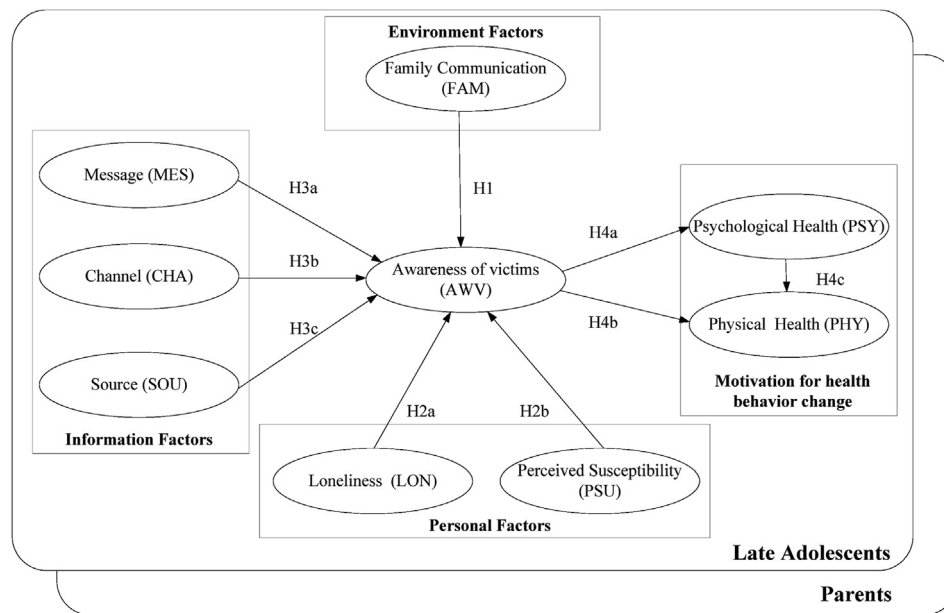 Environment Factors
Family Communication
(FAM)
H1
Message (MES)
H3a
Channel (CHA)
H3b
Source (SOU)
H3c
Information Factors
Awareness of victims
(AWV)
H4a
H4b
Psychological Health (PSY)
H4c
Physical Health (PHY)
Motivation for health
behavior change
H2a
H2b
Loneliness (LON)
Perceived Susceptibility
(PSU)
Personal Factors
Late Adolescents
Parents